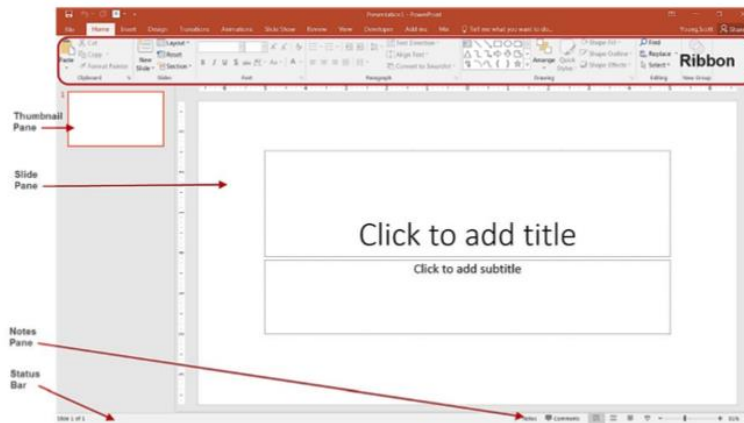 Presentation1 - PowerPoint
File Home Insert Design Transitions Animations Slide Show Review View Developer Add-ins Mix Tell me what you want to do... Young Scott Share
Cut
Copy
Format Painter
Paste
Clipboard
New Slide
Layout
Reset
Section
Slides
Font
Text Direction
Align Text
Convert to SmartArt
Paragraph
Arrange
Quick Styles
Shape Fill
Shape Outline
Shape Effects
Drawing
Find
Replace
Select
Editing
New Group
Ribbon
1
Thumbnail
Pane
Slide
Pane
Click to add title
Click to add subtitle
Notes
Pane
Status
Bar
Slide 1 of 1
Notes Comments